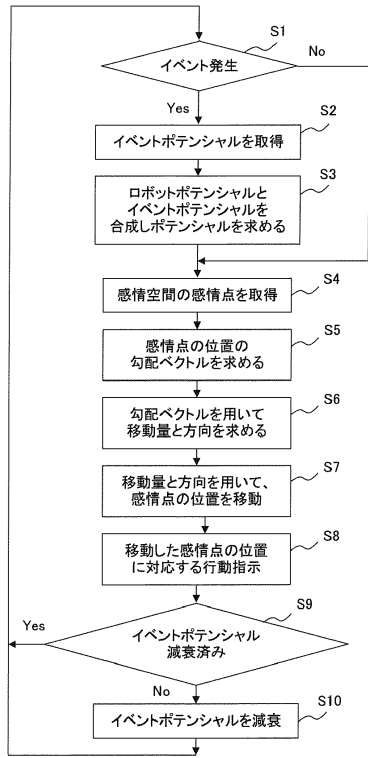 S1
イベント発生
No
Yes
S2
イベントポテンシャルを取得
S3
ロボットポテンシャルと
イベントポテンシャルを
合成しポテンシャルを求める
S4
感情空間の感情点を取得
S5
感情点の位置の
勾配ベクトルを求める
S6
勾配ベクトルを用いて
移動量と方向を求める
S7
移動量と方向を用いて、
感情点の位置を移動
S8
移動した感情点の位置
に対応する行動指示
S9
Yes
イベントポテンシャル
減衰済み
No
S10
イベントポテンシャルを減衰